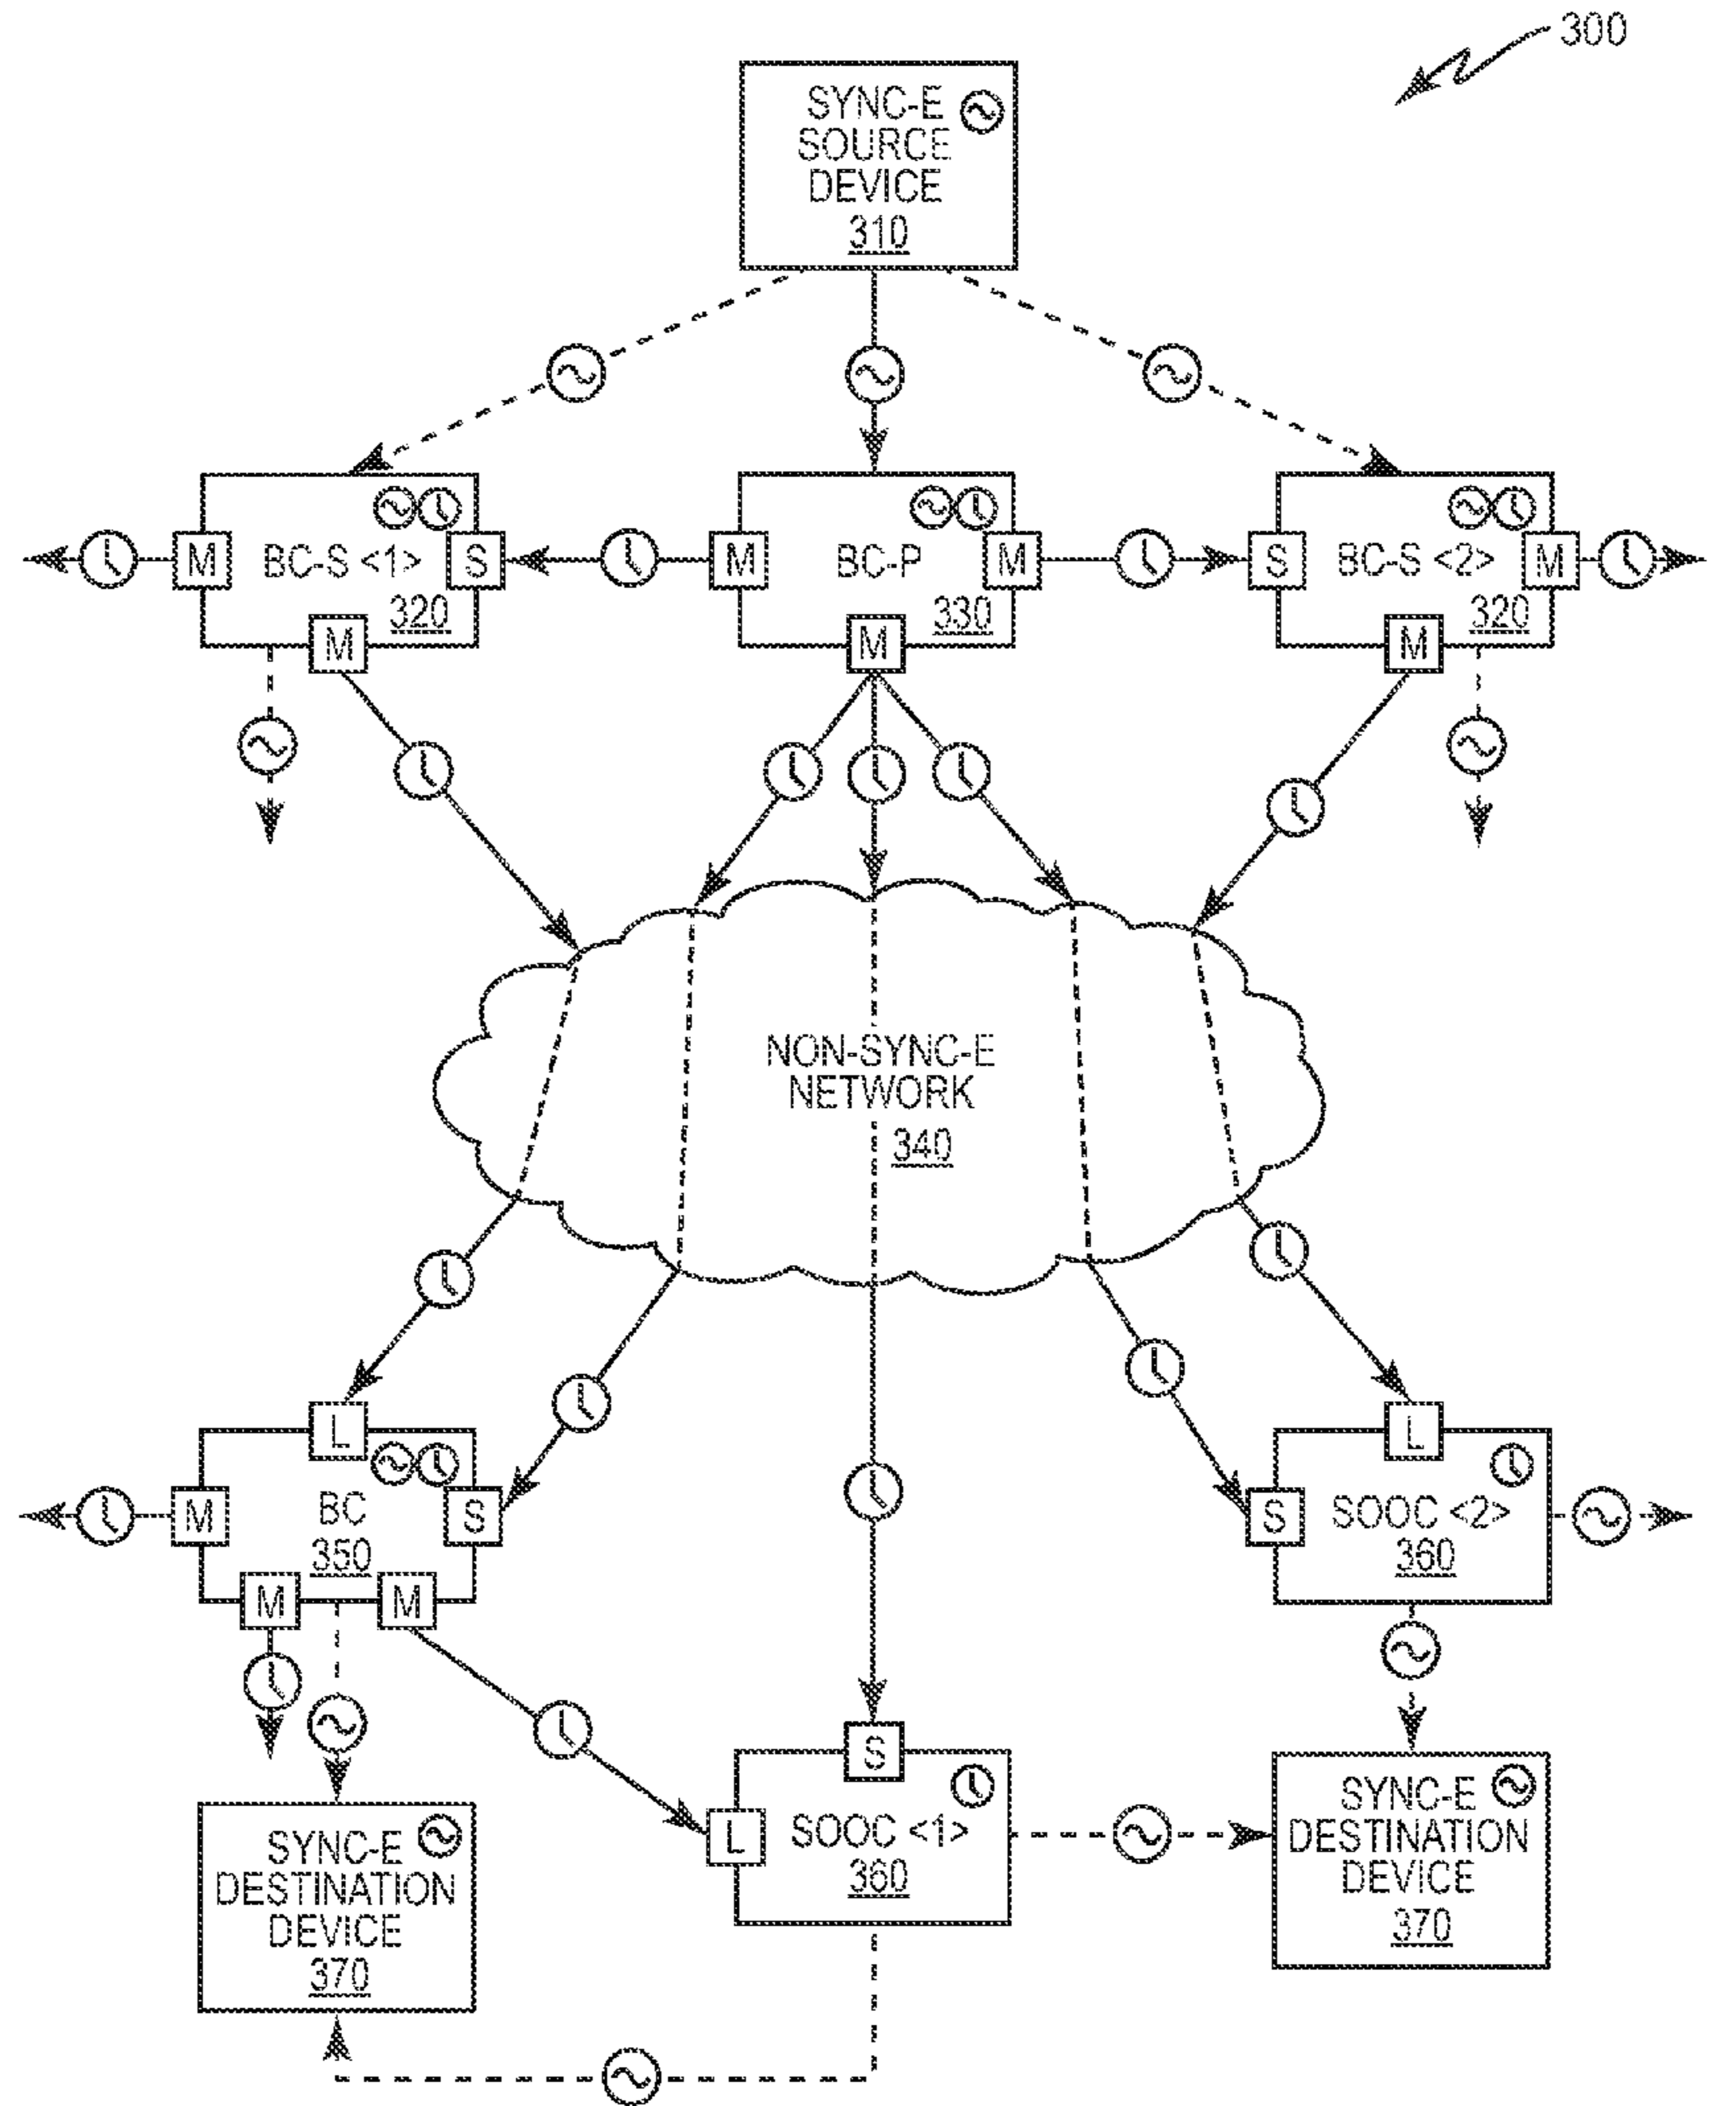 300
SYNC-E
SOURCE
DEVICE
310
M
BC-S <1>
S
320
M
M
BC-P
M
330
M
S
BC-S <2>
M
320
M
NON-SYNC-E
NETWORK
340
L
M
BC
S
350
M
M
L
S
SOOC <2>
360
S
L
SOOC <1>
360
SYNC-E
DESTINATION
DEVICE
370
SYNC-E
DESTINATION
DEVICE
370